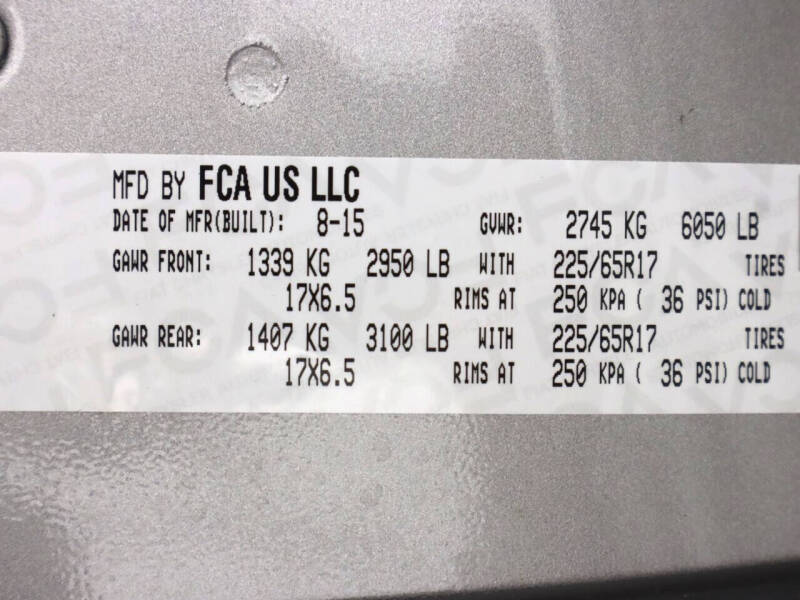 MFD BY FCA US LLC
DATE OF MFR(BUILT): 8-15 GVWR: 2745 KG 6050 LB
GAWR FRONT: 1339 KG 2950 LB WITH 225/65R17 TIRES
17X6.5 RIMS AT 250 KPA ( 36 PSI) COLD
GAWR REAR: 1407 KG 3100 LB WITH 225/65R17 TIRES
17X6.5 RIMS AT 250 KPA ( 36 PSI) COLD